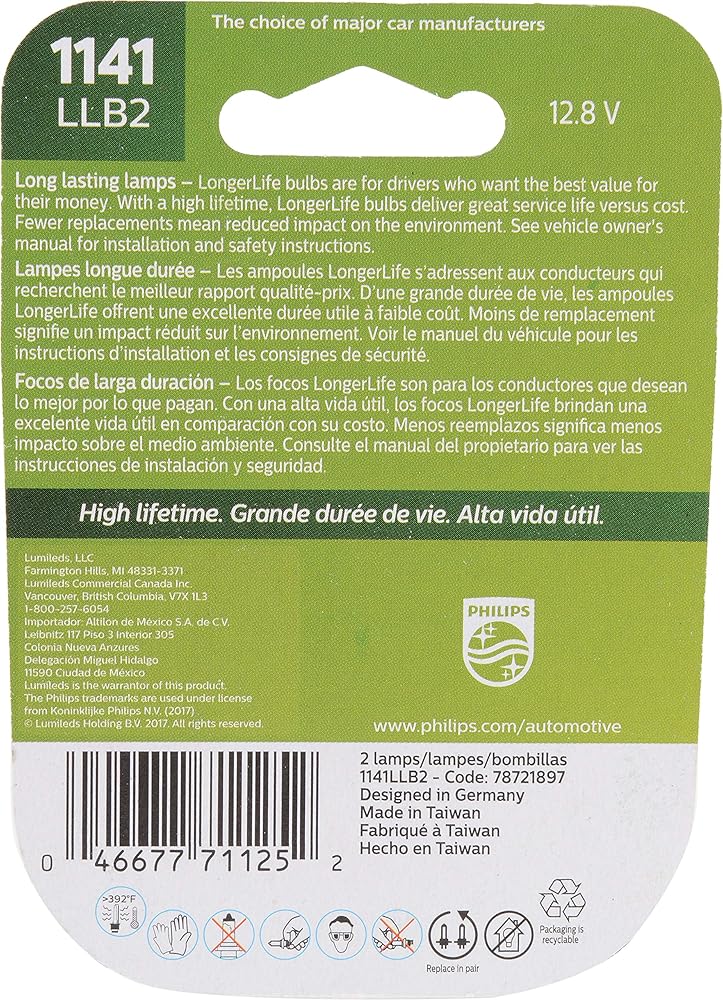 The choice of major car manufacturers
1141
LLB2
12.8 V
Long lasting lamps – LongerLife bulbs are for drivers who want the best value for
their money. With a high lifetime, LongerLife bulbs deliver great service life versus cost.
Fewer replacements mean reduced impact on the environment. See vehicle owner's
manual for installation and safety instructions.
Lampes longue durée – Les ampoules LongerLife s'adressent aux conducteurs qui
recherchent le meilleur rapport qualité-prix. D'une grande durée de vie, les ampoules
LongerLife offrent une excellente durée utile à faible coût. Moins de remplacement
signifie un impact réduit sur l'environnement. Voir le manuel du véhicule pour les
instructions d'installation et les consignes de sécurité.
Focos de larga duración – Los focos LongerLife son para los conductores que desean
lo mejor por lo que pagan. Con una alta vida útil, los focos LongerLife brindan una
excelente vida útil en comparación con su costo. Menos reemplazos significa menos
impacto sobre el medio ambiente. Consulte el manual del propietario para ver las
instrucciones de instalación y seguridad.
High lifetime. Grande durée de vie. Alta vida útil.
Lumileds, LLC
Farmington Hills, MI 48331-3371
Lumileds Commercial Canada Inc.
Vancouver, British Columbia, V7X 1L3
1-800-257-6054
Importador: Altilon de México S.A. de C.V.
Leibnitz 117 Piso 3 Interior 305
Colonia Nueva Anzures
Delegación Miguel Hidalgo
11590 Ciudad de México
Lumileds is the warrantor of this product.
The Philips trademarks are used under license
from Koninklijke Philips N.V. (2017)
© Lumileds Holding B.V. 2017. All rights reserved.
PHILIPS
www.philips.com/automotive
2 lamps/lampes/bombillas
1141LLB2 - Code: 78721897
Designed in Germany
Made in Taiwan
Fabriqué à Taiwan
Hecho en Taiwan
0 46677 71125 2
>392°F
Replace in pair
Packaging is
recyclable